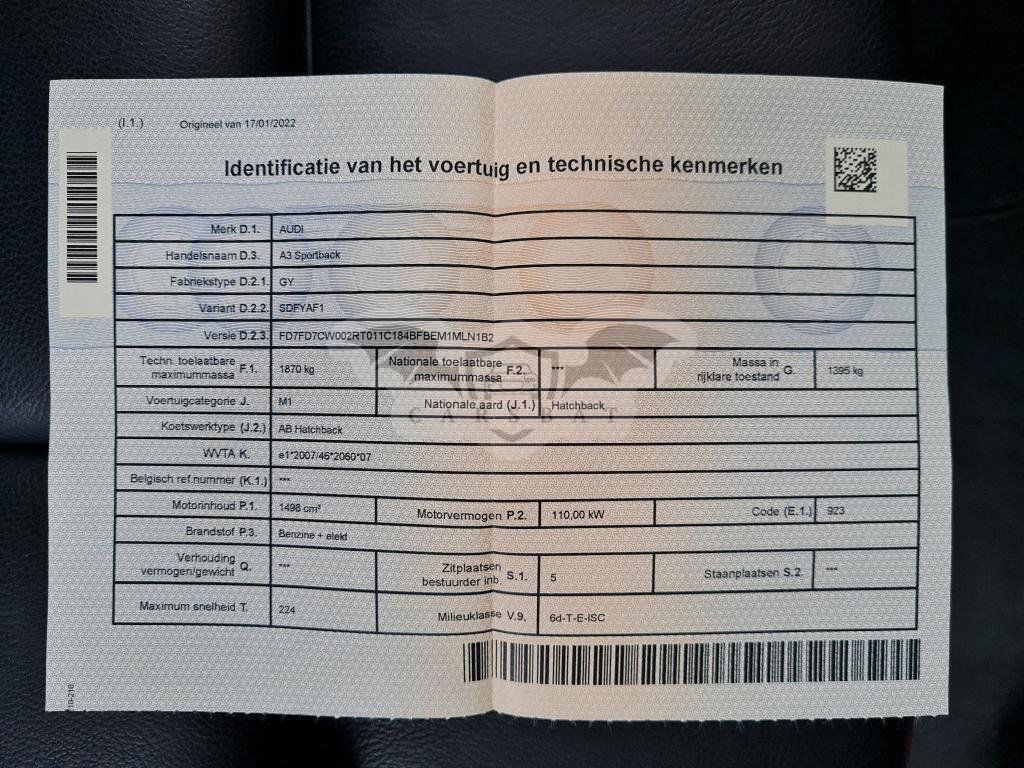 (I.1.) Origineel van 17/01/2022
Identificatie van het voertuig en technische kenmerken
Merk D.1. AUDI
Handelsnaam D.3. A3 Sportback
Fabriekstype D.2.1. GY
Variant D.2.2. SDFYAF1
Versie D.2.3. FD7FD7CW002RT011C184BFBEM1MLN1B2
Techn. toelaatbare maximummassa F.1. 1870 kg Nationale toelaatbare maximummassa F.2. *** Massa in rijklare toestand G. 1395 kg
Voertuigcategorie J. M1 Nationale aard (J.1.) Hatchback
CARSBAT
Koetswerktype (J.2.) AB Hatchback
WVTA K. e1*2007/46*2060*07
Belgisch ref.nummer (K.1.) ***
Motorinhoud P.1. 1498 cm³ Motorvermogen P.2. 110,00 kW Code (E.1.) 923
Brandstof P.3. Benzine + elekt
Verhouding vermogen/gewicht Q. *** Zitplaatsen bestuurder inb. S.1. 5 Staanplaatsen S.2. ***
Maximum snelheid T. 224 Milieuklasse V.9. 6d-T-E-ISC